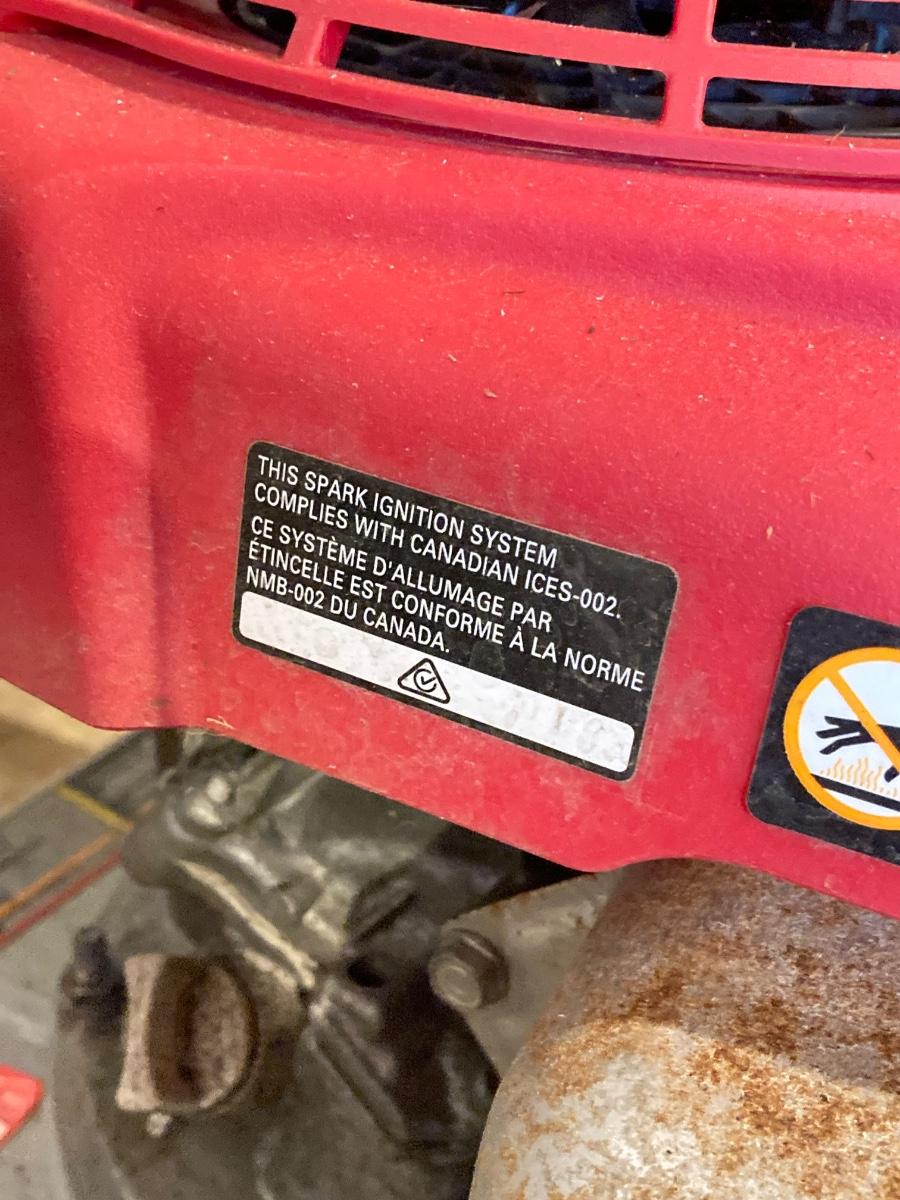 THIS SPARK IGNITION SYSTEM
COMPLIES WITH CANADIAN ICES-002.
CE SYSTÈME D'ALLUMAGE PAR
ÉTINCELLE EST CONFORME À LA NORME
NMB-002 DU CANADA.